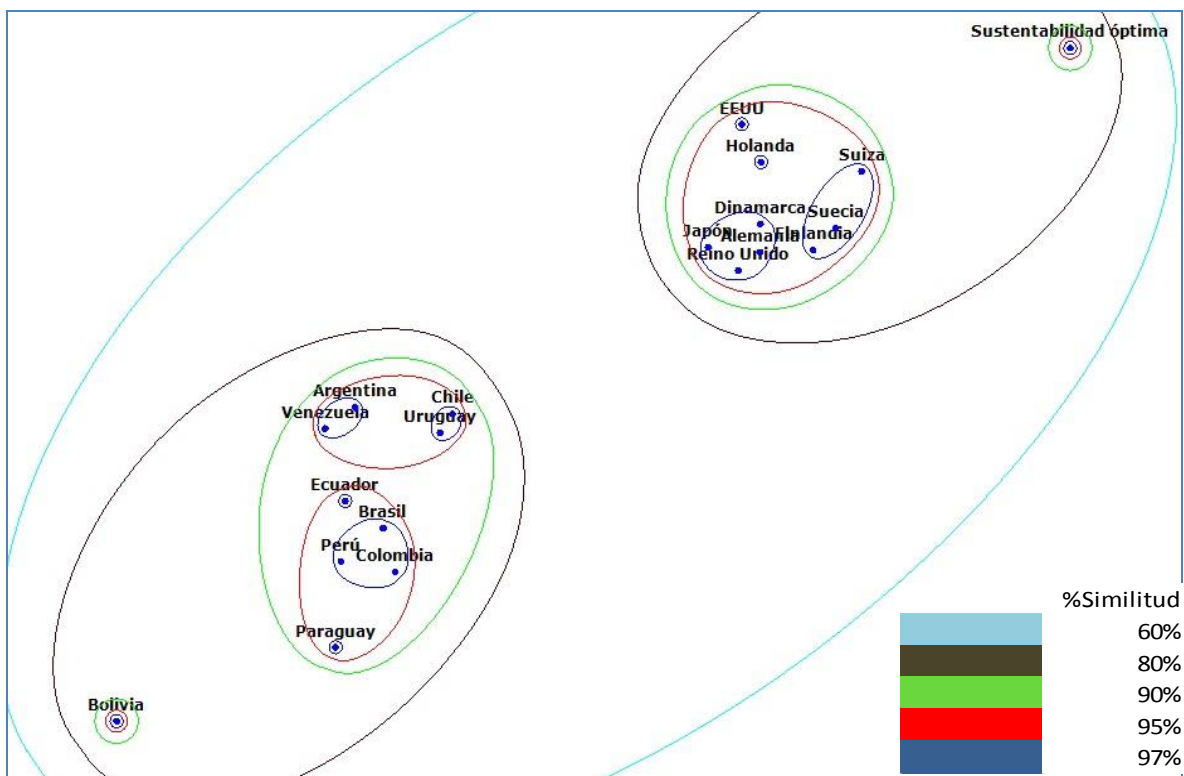 Sustentabilidad óptima
EEUU
Holanda
Suiza
Dinamarca
Suecia
Japón
Alemania
Finlandia
Reino Unido
Argentina
Chile
Venezuela
Uruguay
Ecuador
Brasil
Perú
Colombia
Paraguay
Bolivia
%Similitud
60%
80%
90%
95%
97%